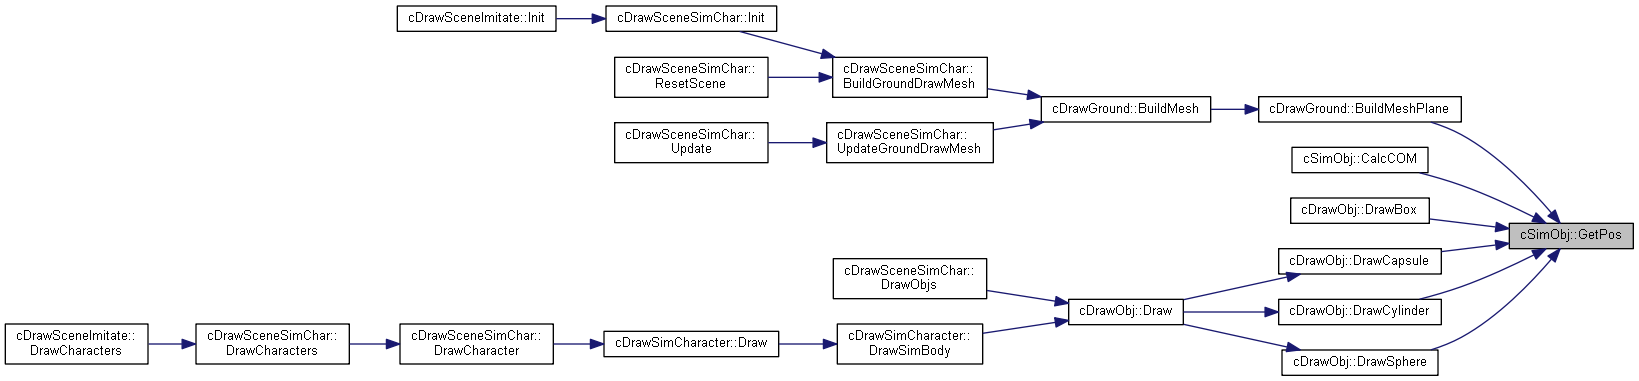 cDrawSceneImitate::Init
cDrawSceneSimChar::Init
cDrawSceneSimChar::
ResetScene
cDrawSceneSimChar::
BuildGroundDrawMesh
cDrawGround::BuildMesh
cDrawGround::BuildMeshPlane
cDrawSceneSimChar::
Update
cDrawSceneSimChar::
UpdateGroundDrawMesh
cSimObj::CalcCOM
cDrawObj::DrawBox
cSimObj::GetPos
cDrawObj::DrawCapsule
cDrawSceneSimChar::
DrawObjs
cDrawObj::Draw
cDrawObj::DrawCylinder
cDrawSceneImitate::
DrawCharacters
cDrawSceneSimChar::
DrawCharacters
cDrawSceneSimChar::
DrawCharacter
cDrawSimCharacter::Draw
cDrawSimCharacter::
DrawSimBody
cDrawObj::DrawSphere